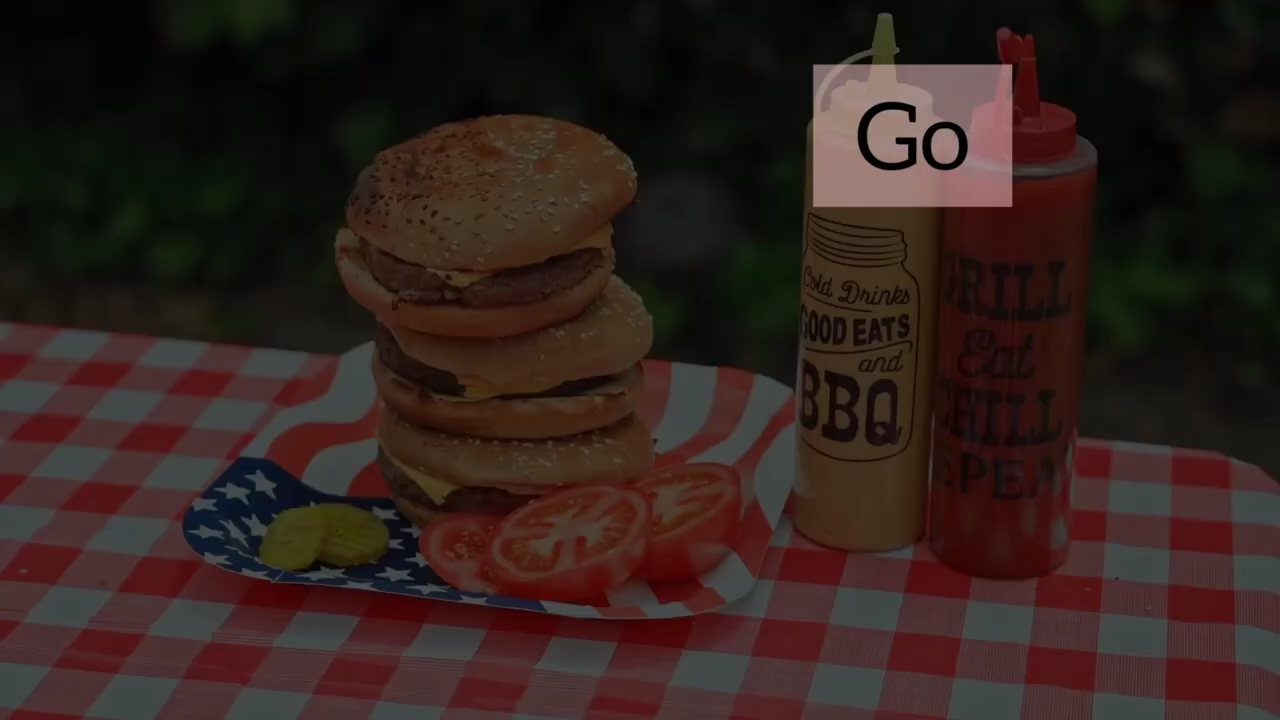 Go
Cold Drinks
GOOD EATS
and
BBQ
GRILL
Eat
CHILL